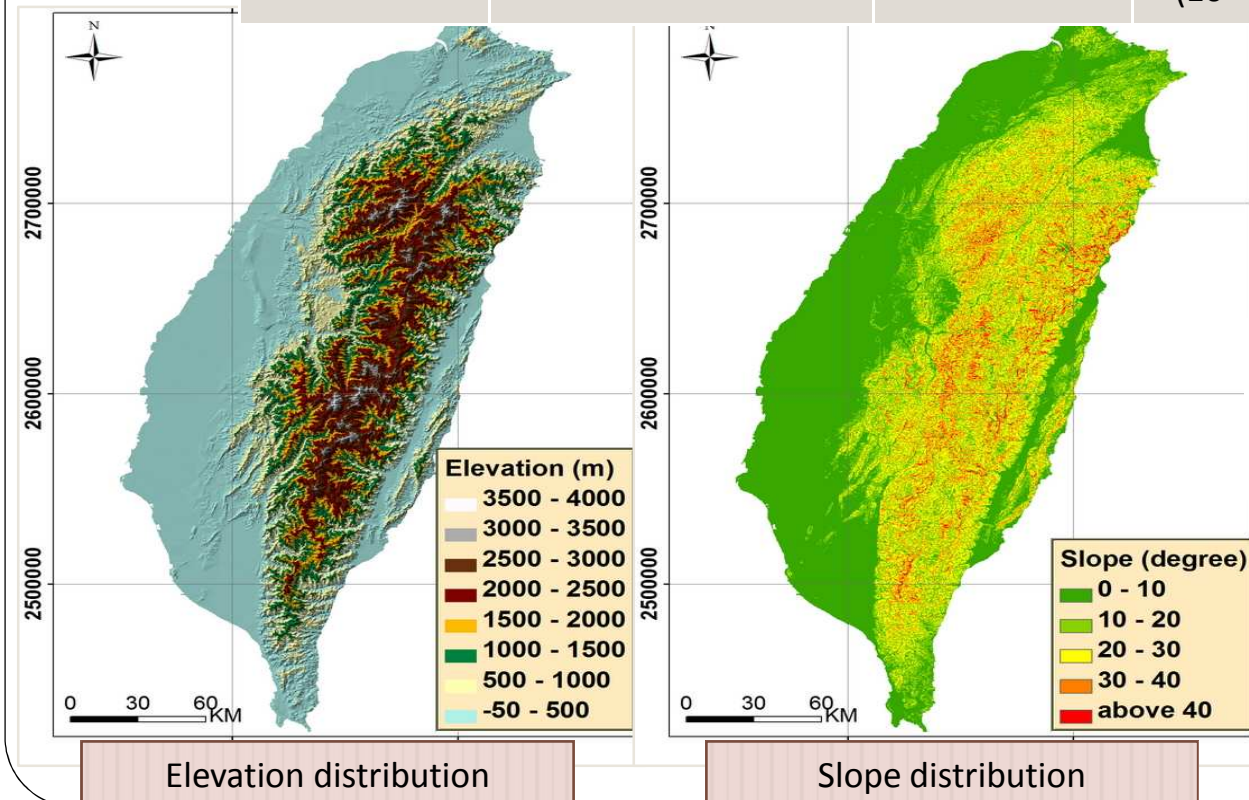 (20
N
2700000
2600000
2500000
Elevation (m)
3500 - 4000
3000 - 3500
2500 - 3000
2000 - 2500
1500 - 2000
1000 - 1500
500 - 1000
-50 - 500
0 30 60 KM
N
2700000
2600000
2500000
Slope (degree)
0 - 10
10 - 20
20 - 30
30 - 40
above 40
0 30 60 KM
Elevation distribution
Slope distribution